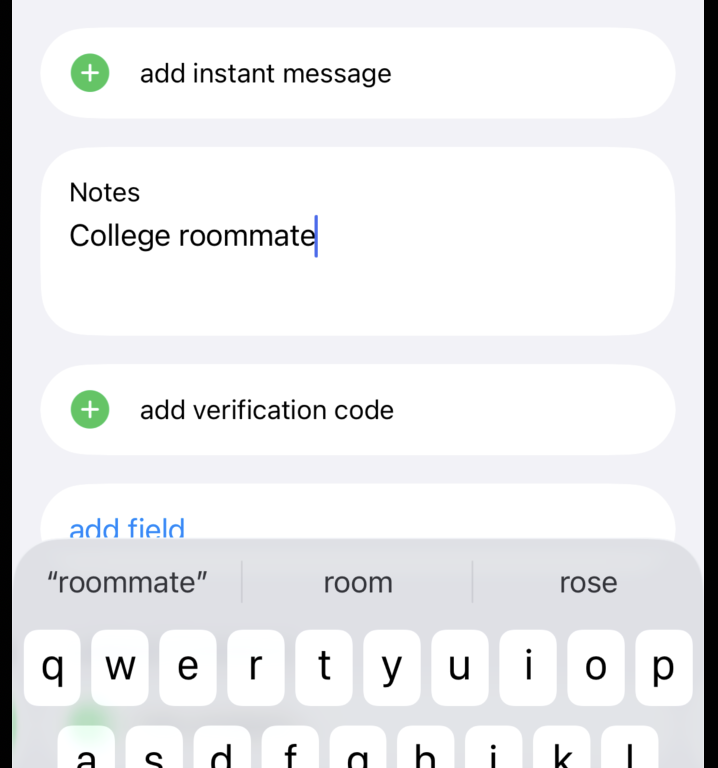 add instant message
Notes
College roommate
add verification code
add field
“roommate” room rose
q w e r t y u i o p
a s d f g h j k l